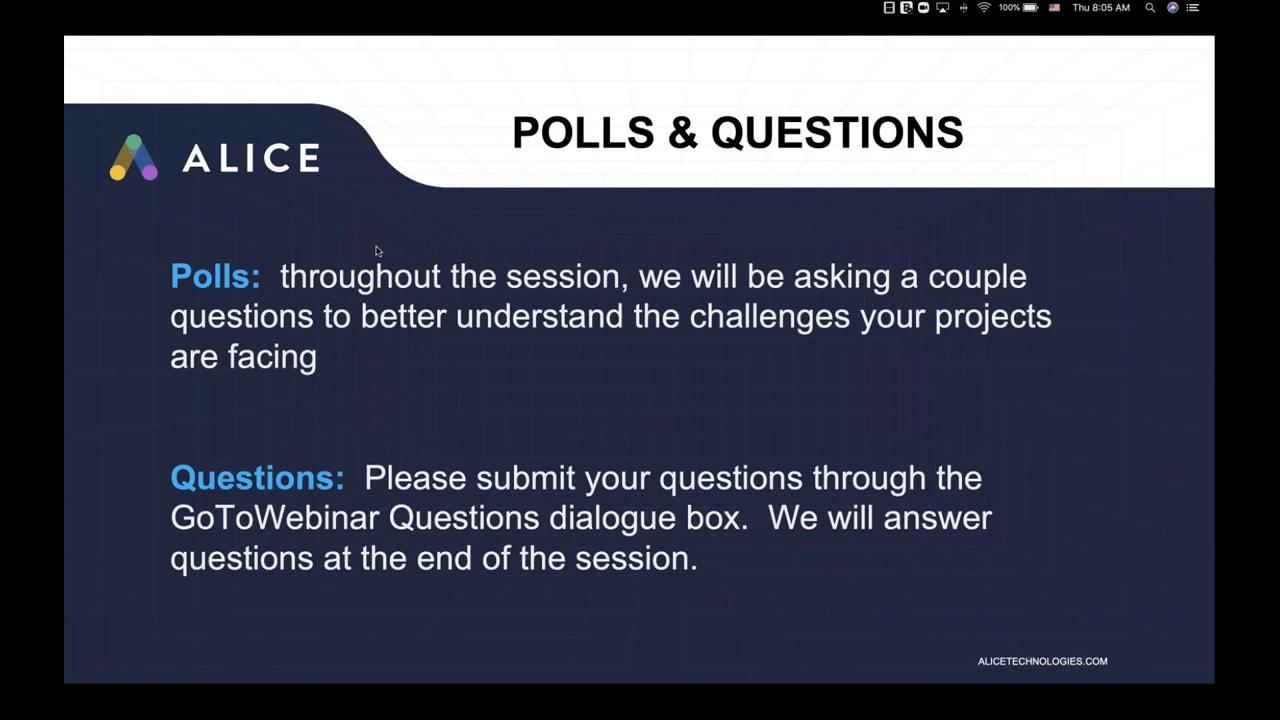 100% Thu 8:05 AM
POLLS & QUESTIONS
ALICE
Polls: throughout the session, we will be asking a couple
questions to better understand the challenges your projects
are facing
Questions: Please submit your questions through the
GoToWebinar Questions dialogue box. We will answer
questions at the end of the session.
ALICETECHNOLOGIES.COM